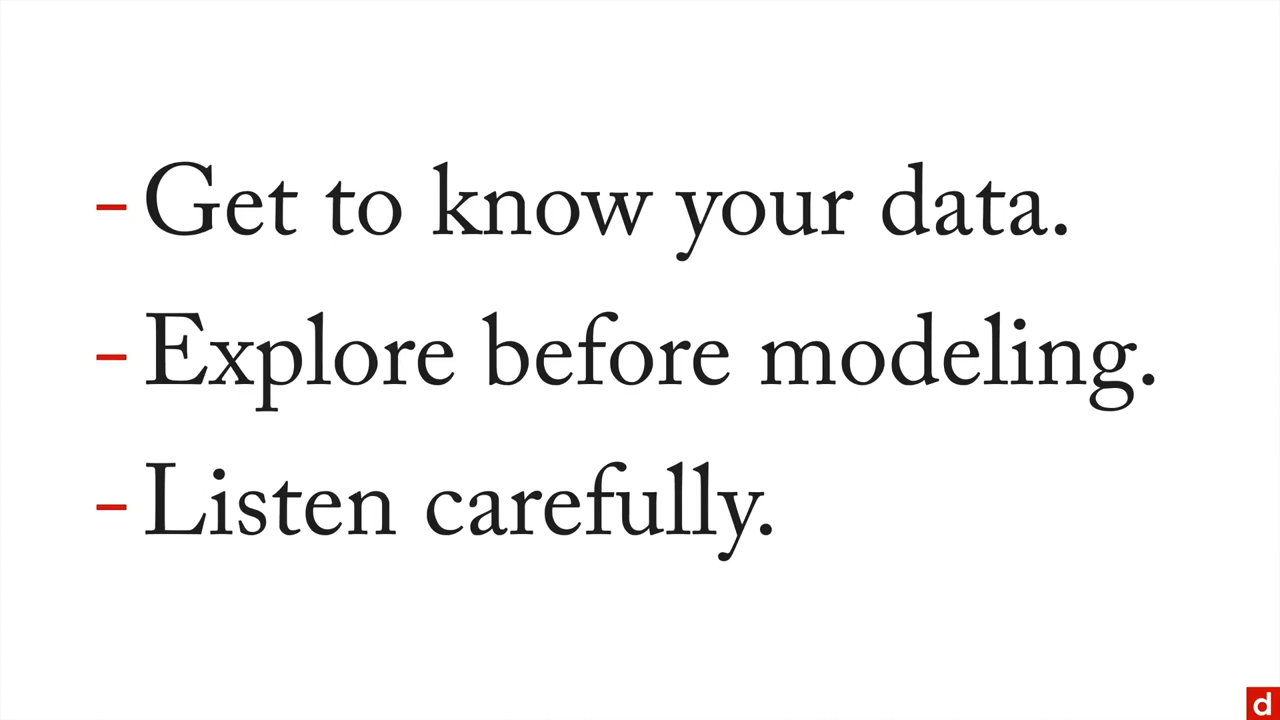 - Get to know your data.
- Explore before modeling.
- Listen carefully.
d